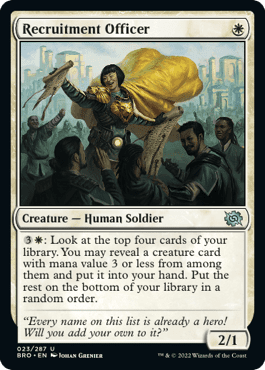 Recruitment Officer
Creature — Human Soldier
3: Look at the top four cards of your
library. You may reveal a creature card
with mana value 3 or less from among
them and put it into your hand. Put the
rest on the bottom of your library in a
random order.
“Every name on this list is already a hero!
Will you add your own to it?”
2/1
023/287 U
BRO • EN Johan Grenier
™ & © 2022 Wizards of the Coast